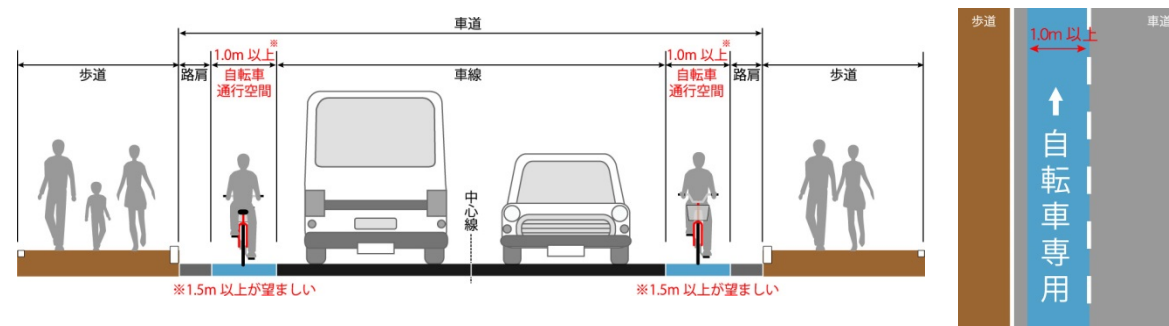 車道
※
1.0m 以上
※
1.0m 以上
歩道
路肩
自転車
通行空間
車線
自転車
通行空間
路肩
歩道
中心線
※1.5m 以上が望ましい
※1.5m 以上が望ましい
歩道
車道
1.0m 以上
自転車専用